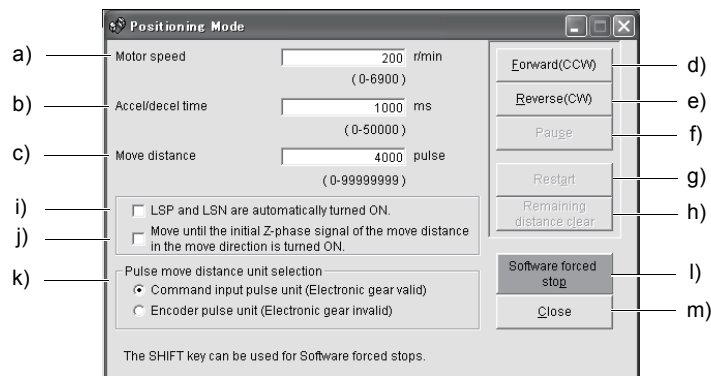 Positioning Mode
a) Motor speed 200 r/min
(0-6900)
b) Accel/decel time 1000 ms
(0-50000)
c) Move distance 4000 pulse
(0-99999999)
i) LSP and LSN are automatically turned ON.
j) Move until the initial Z-phase signal of the move distance
in the move direction is turned ON.
k) Pulse move distance unit selection
Command input pulse unit (Electronic gear valid)
Encoder pulse unit (Electronic gear invalid)
The SHIFT key can be used for Software forced stops.
Forward(CCW) d)
Reverse(CW) e)
Pause f)
Restart g)
Remaining
distance clear h)
Software forced
stop l)
Close m)